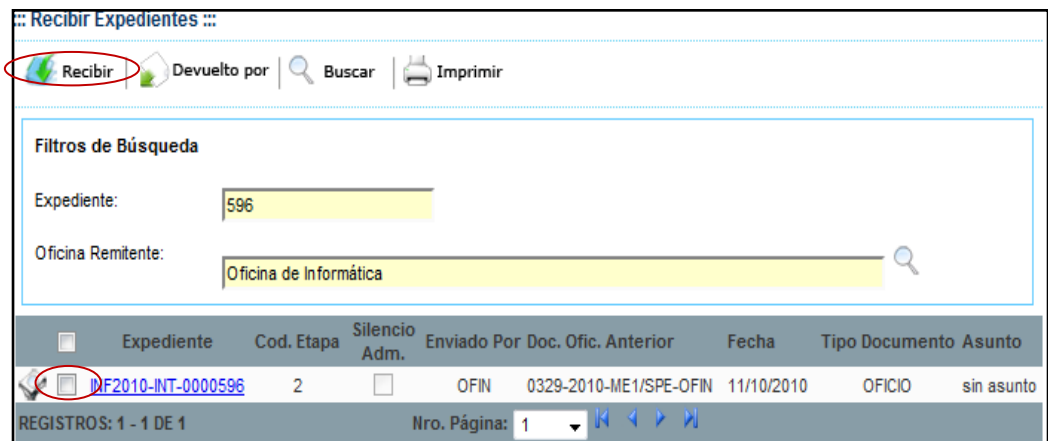 ::: Recibir Expedientes :::
Recibir Devuelto por Buscar Imprimir
Filtros de Búsqueda
Expediente: 596
Oficina Remitente: Oficina de Informática
Expediente Cod. Etapa Silencio Adm. Enviado Por Doc. Ofic. Anterior Fecha Tipo Documento Asunto
INF2010-INT-0000596 2 OFIN 0329-2010-ME1/SPE-OFIN 11/10/2010 OFICIO sin asunto
REGISTROS: 1 - 1 DE 1 Nro. Página: 1